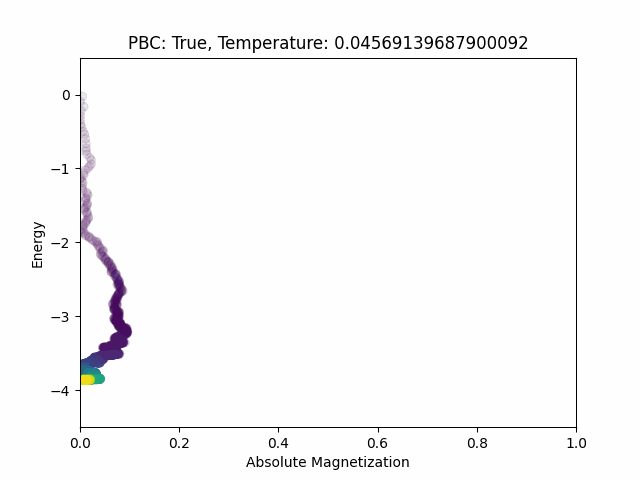 PBC: True, Temperature: 0.04569139687900092
0
−1
−2
−3
−4
Energy
0.0 0.2 0.4 0.6 0.8 1.0
Absolute Magnetization